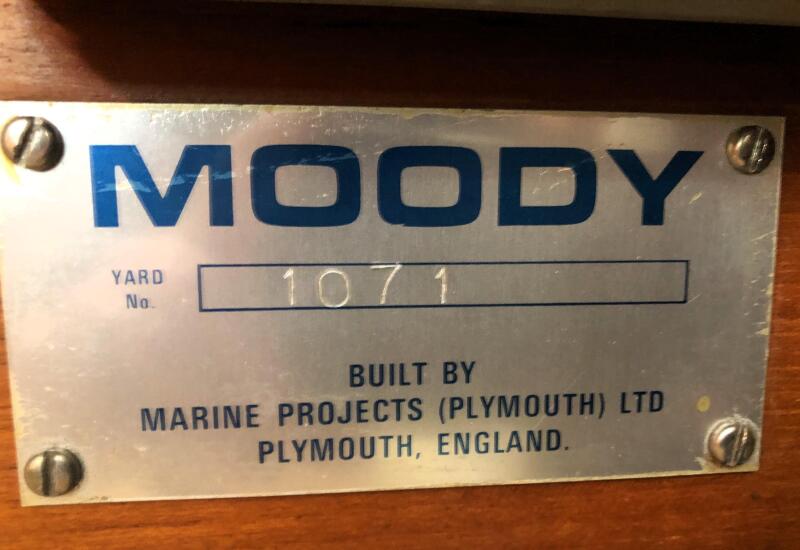 MOODY
YARD No. 1071
BUILT BY
MARINE PROJECTS (PLYMOUTH) LTD
PLYMOUTH, ENGLAND.